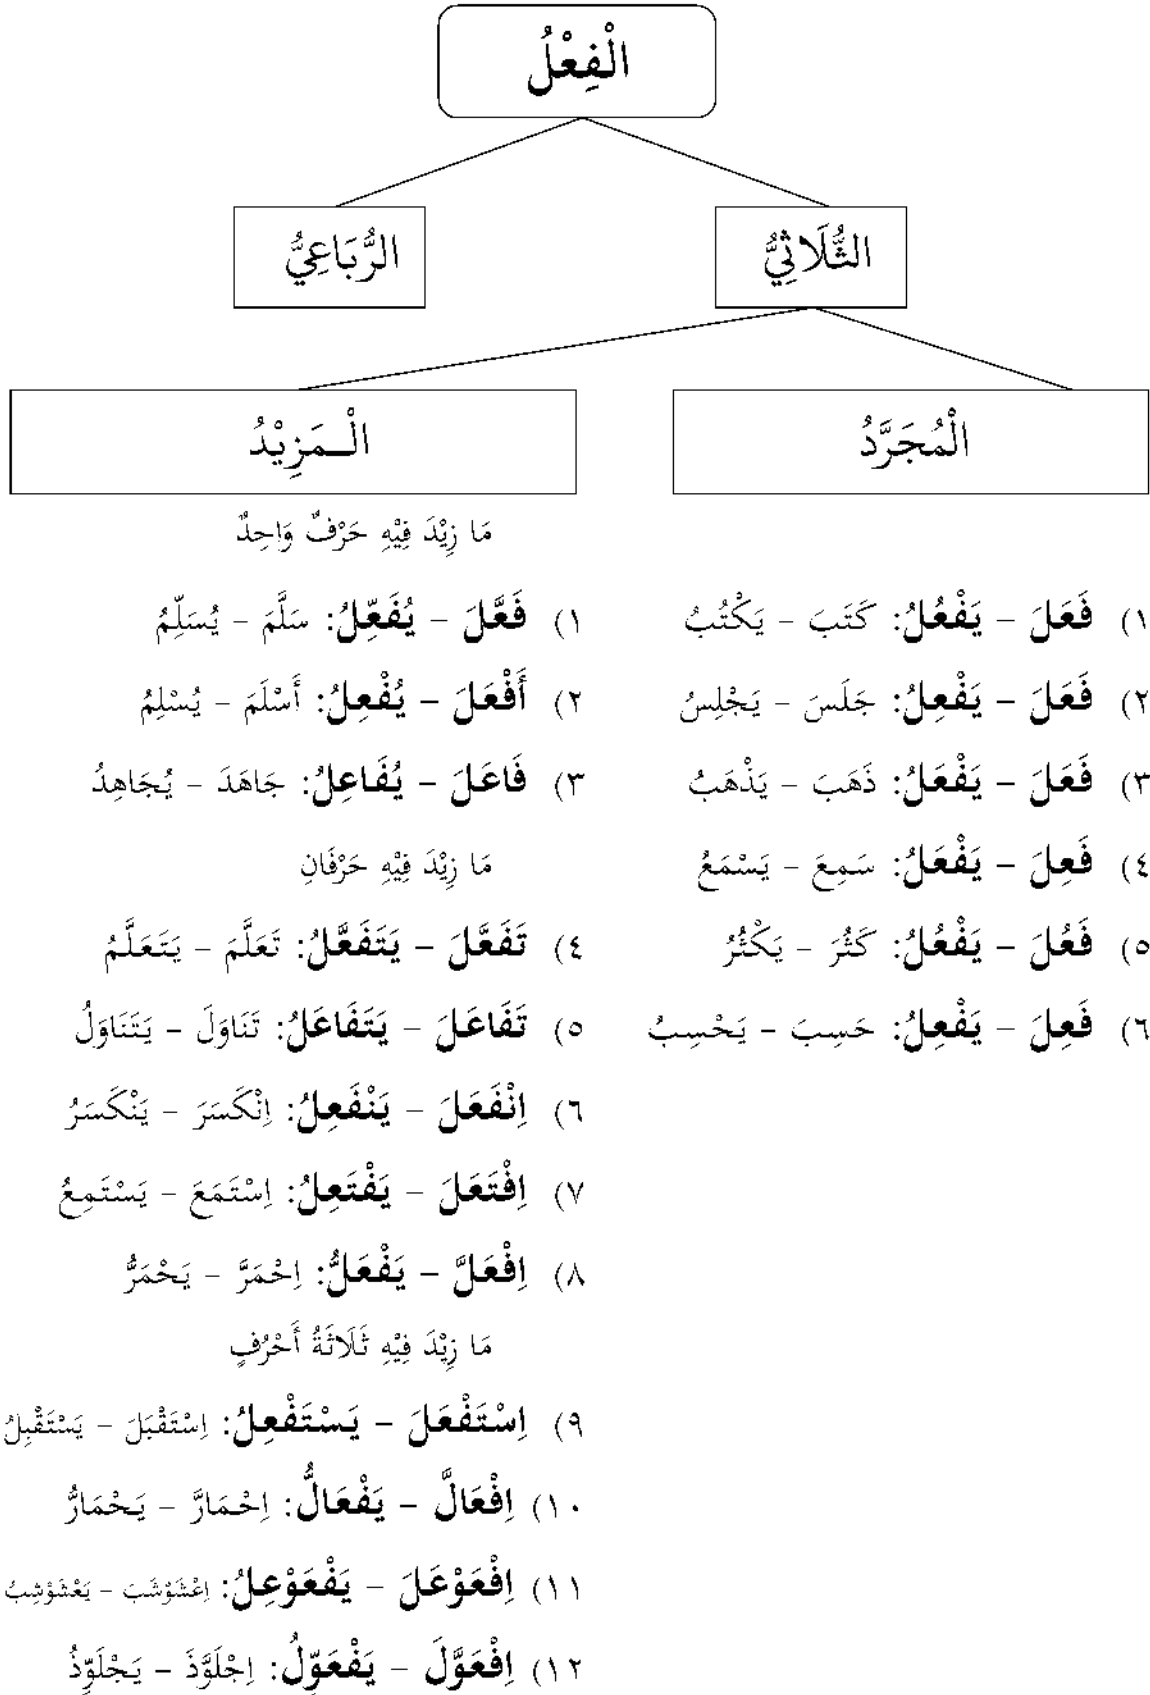 الْفِعْلُ
الثُّلَاثِيُّ
الرُّبَاعِيُّ
الْمُجَرَّدُ
١) فَعَلَ – يَفْعُلُ: كَتَبَ – يَكْتُبُ
٢) فَعَلَ – يَفْعِلُ: جَلَسَ – يَجْلِسُ
٣) فَعَلَ – يَفْعَلُ: ذَهَبَ – يَذْهَبُ
٤) فَعِلَ – يَفْعَلُ: سَمِعَ – يَسْمَعُ
٥) فَعُلَ – يَفْعُلُ: كَثُرَ – يَكْثُرُ
٦) فَعِلَ – يَفْعِلُ: حَسِبَ – يَحْسِبُ
الْـمَزِيْدُ
مَا زِيْدَ فِيْهِ حَرْفٌ وَاحِدٌ
١) فَعَّلَ – يُفَعِّلُ: سَلَّمَ – يُسَلِّمُ
٢) أَفْعَلَ – يُفْعِلُ: أَسْلَمَ – يُسْلِمُ
٣) فَاعَلَ – يُفَاعِلُ: جَاهَدَ – يُجَاهِدُ
مَا زِيْدَ فِيْهِ حَرْفَانِ
٤) تَفَعَّلَ – يَتَفَعَّلُ: تَعَلَّمَ – يَتَعَلَّمُ
٥) تَفَاعَلَ – يَتَفَاعَلُ: تَنَاوَلَ – يَتَنَاوَلُ
٦) اِنْفَعَلَ – يَنْفَعِلُ: اِنْكَسَرَ – يَنْكَسَرُ
٧) اِفْتَعَلَ – يَفْتَعِلُ: اِسْتَمَعَ – يَسْتَمِعُ
٨) اِفْعَلَّ – يَفْعَلُّ: اِحْمَرَّ – يَحْمَرُّ
مَا زِيْدَ فِيْهِ ثَلَاثَةُ أَحْرُفٍ
٩) اِسْتَفْعَلَ – يَسْتَفْعِلُ: اِسْتَقْبَلَ – يَسْتَقْبِلُ
١٠) اِفْعَالَّ – يَفْعَالُّ: اِحْمَارَّ – يَحْمَارُّ
١١) اِفْعَوْعَلَ – يَفْعَوْعِلُ: اِعْشَوْشَبَ – يَعْشَوْشِبُ
١٢) اِفْعَوَّلَ – يَفْعَوِّلُ: اِجْلَوَّذَ – يَجْلَوِّذُ